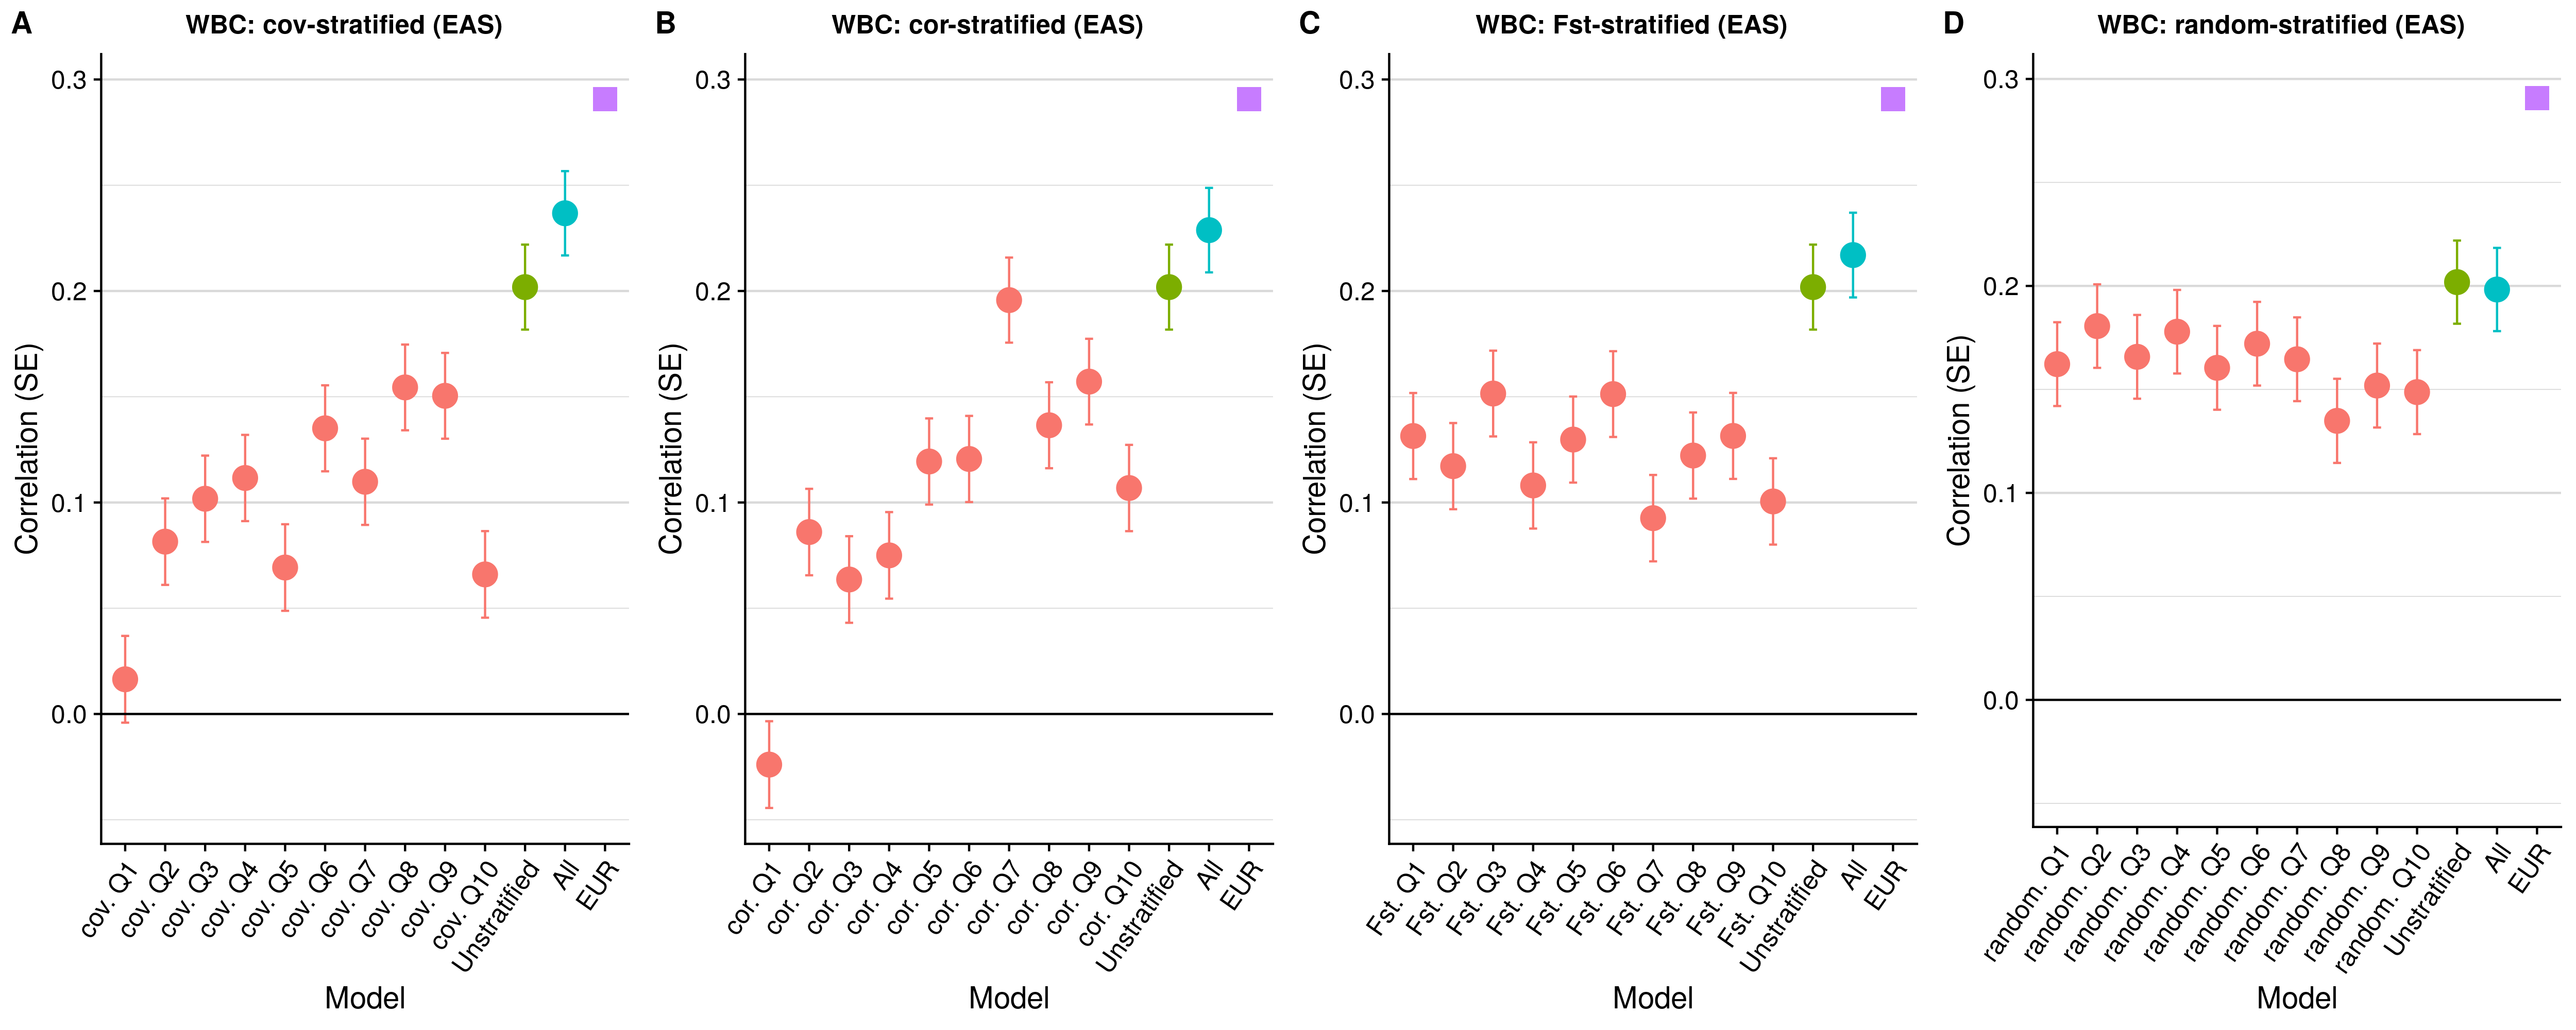 A
WBC: cov-stratified (EAS)
Correlation (SE)
0.3
0.2
0.1
0.0
cov. Q1
cov. Q2
cov. Q3
cov. Q4
cov. Q5
cov. Q6
cov. Q7
cov. Q8
cov. Q9
cov. Q10
Unstratified
All
EUR
Model
B
WBC: cor-stratified (EAS)
Correlation (SE)
0.3
0.2
0.1
0.0
cor. Q1
cor. Q2
cor. Q3
cor. Q4
cor. Q5
cor. Q6
cor. Q7
cor. Q8
cor. Q9
cor. Q10
Unstratified
All
EUR
Model
C
WBC: Fst-stratified (EAS)
Correlation (SE)
0.3
0.2
0.1
0.0
Fst. Q1
Fst. Q2
Fst. Q3
Fst. Q4
Fst. Q5
Fst. Q6
Fst. Q7
Fst. Q8
Fst. Q9
Fst. Q10
Unstratified
All
EUR
Model
D
WBC: random-stratified (EAS)
Correlation (SE)
0.3
0.2
0.1
0.0
random. Q1
random. Q2
random. Q3
random. Q4
random. Q5
random. Q6
random. Q7
random. Q8
random. Q9
random. Q10
Unstratified
All
EUR
Model